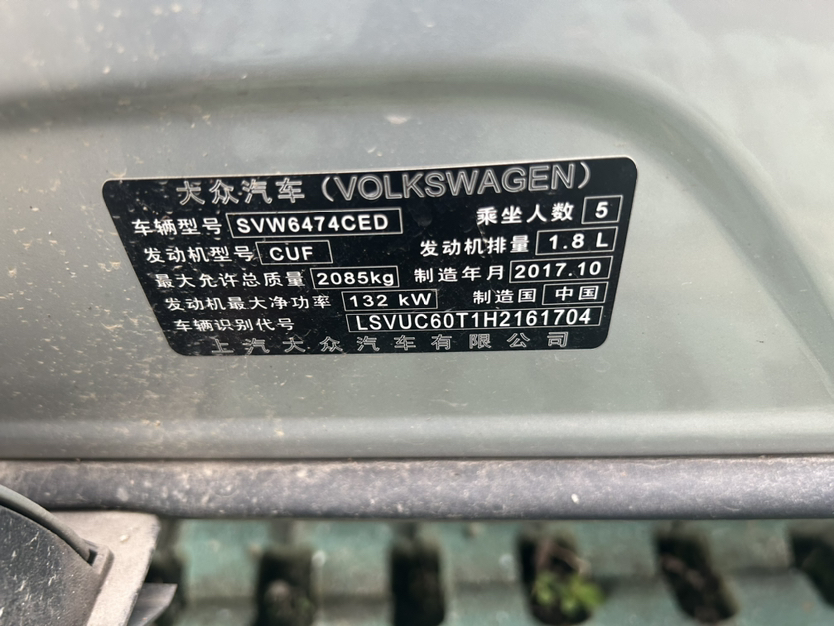 大众汽车(VOLKSWAGEN)
车辆型号 SVW6474CED 乘坐人数 5
发动机型号 CUF 发动机排量 1.8 L
最大允许总质量 2085kg 制造年月 2017.10
发动机最大净功率 132 kW 制造国 中国
车辆识别代号 LSVUC60T1H2161704
上汽大众汽车有限公司